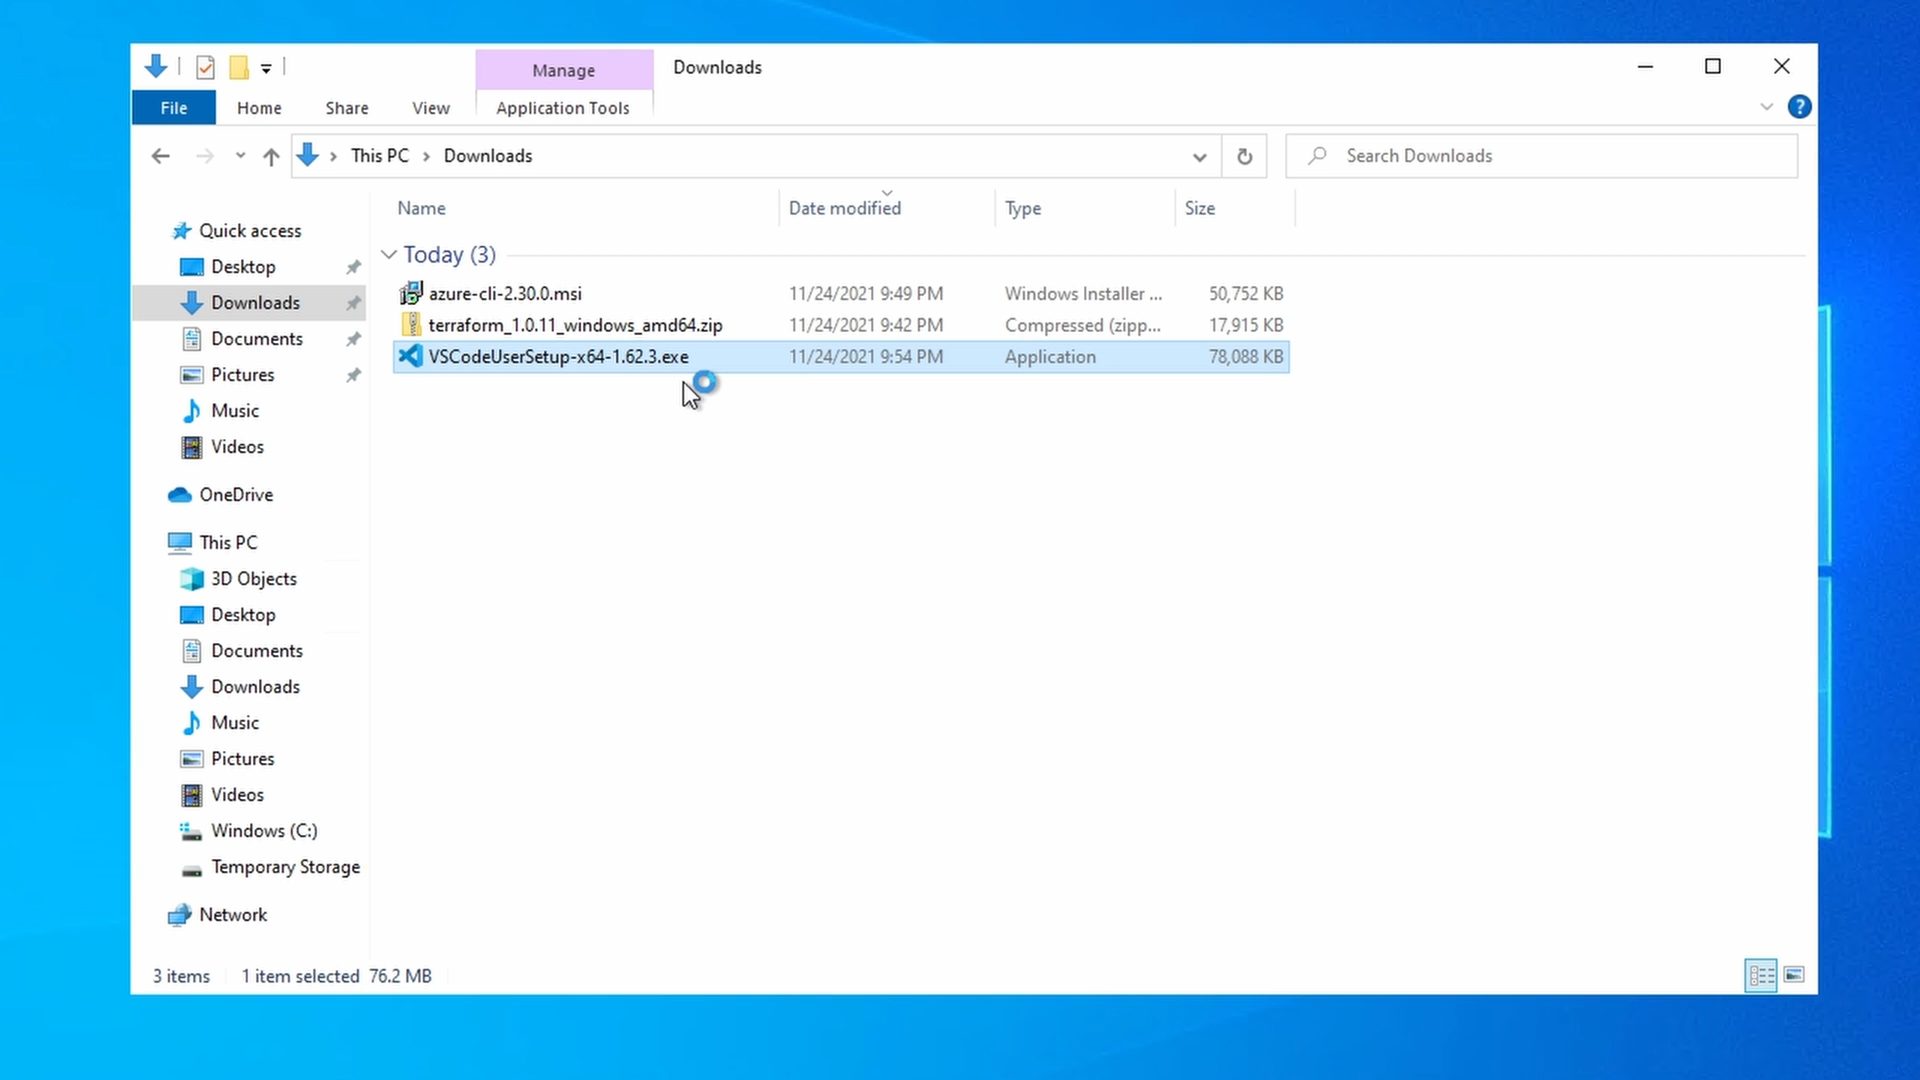 Manage
Downloads
File
Home
Share
View
Application Tools
?
This PC
Downloads
Search Downloads
Name
Date modified
Type
Size
Quick access
Desktop
Downloads
Documents
Pictures
Music
Videos
OneDrive
This PC
3D Objects
Desktop
Documents
Downloads
Music
Pictures
Videos
Windows (C:)
Temporary Storage
Network
Today (3)
azure-cli-2.30.0.msi 11/24/2021 9:49 PM Windows Installer ... 50,752 KB
terraform_1.0.11_windows_amd64.zip 11/24/2021 9:42 PM Compressed (zipp... 17,915 KB
VSCodeUserSetup-x64-1.62.3.exe 11/24/2021 9:54 PM Application 78,088 KB
3 items 1 item selected 76.2 MB